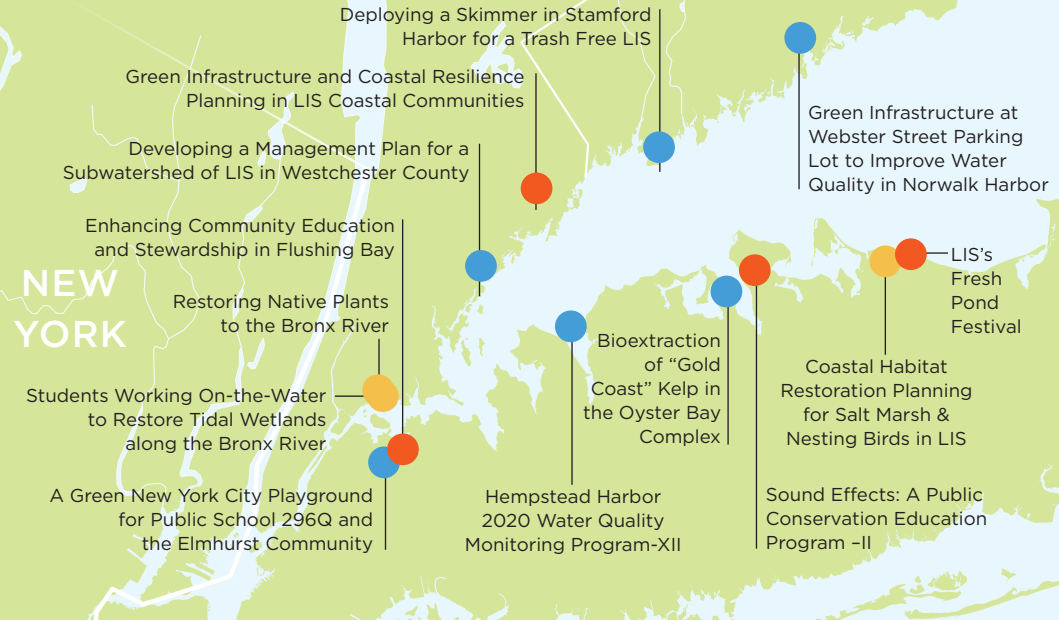 Deploying a Skimmer in Stamford
Harbor for a Trash Free LIS
Green Infrastructure and Coastal Resilience
Planning in LIS Coastal Communities
Green Infrastructure at
Webster Street Parking
Lot to Improve Water
Quality in Norwalk Harbor
Developing a Management Plan for a
Subwatershed of LIS in Westchester County
Enhancing Community Education
and Stewardship in Flushing Bay
NEW
YORK
Restoring Native Plants
to the Bronx River
LIS’s
Fresh
Pond
Festival
Bioextraction
of “Gold
Coast” Kelp in
the Oyster Bay
Complex
Coastal Habitat
Restoration Planning
for Salt Marsh &
Nesting Birds in LIS
Students Working On-the-Water
to Restore Tidal Wetlands
along the Bronx River
A Green New York City Playground
for Public School 296Q and
the Elmhurst Community
Hempstead Harbor
2020 Water Quality
Monitoring Program-XII
Sound Effects: A Public
Conservation Education
Program –II